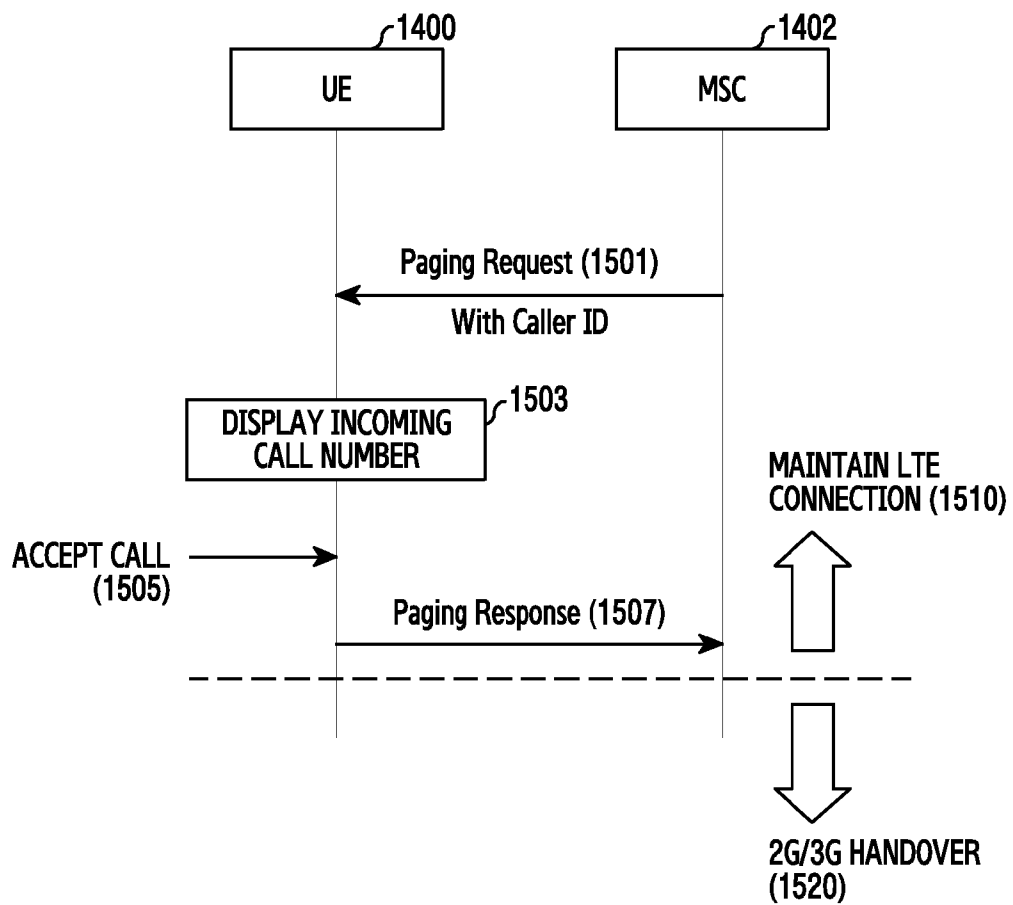 1400
1402
UE
MSC
Paging Request (1501)
With Caller ID
1503
DISPLAY INCOMING
CALL NUMBER
MAINTAIN LTE
CONNECTION (1510)
ACCEPT CALL
(1505)
Paging Response (1507)
2G/3G HANDOVER
(1520)